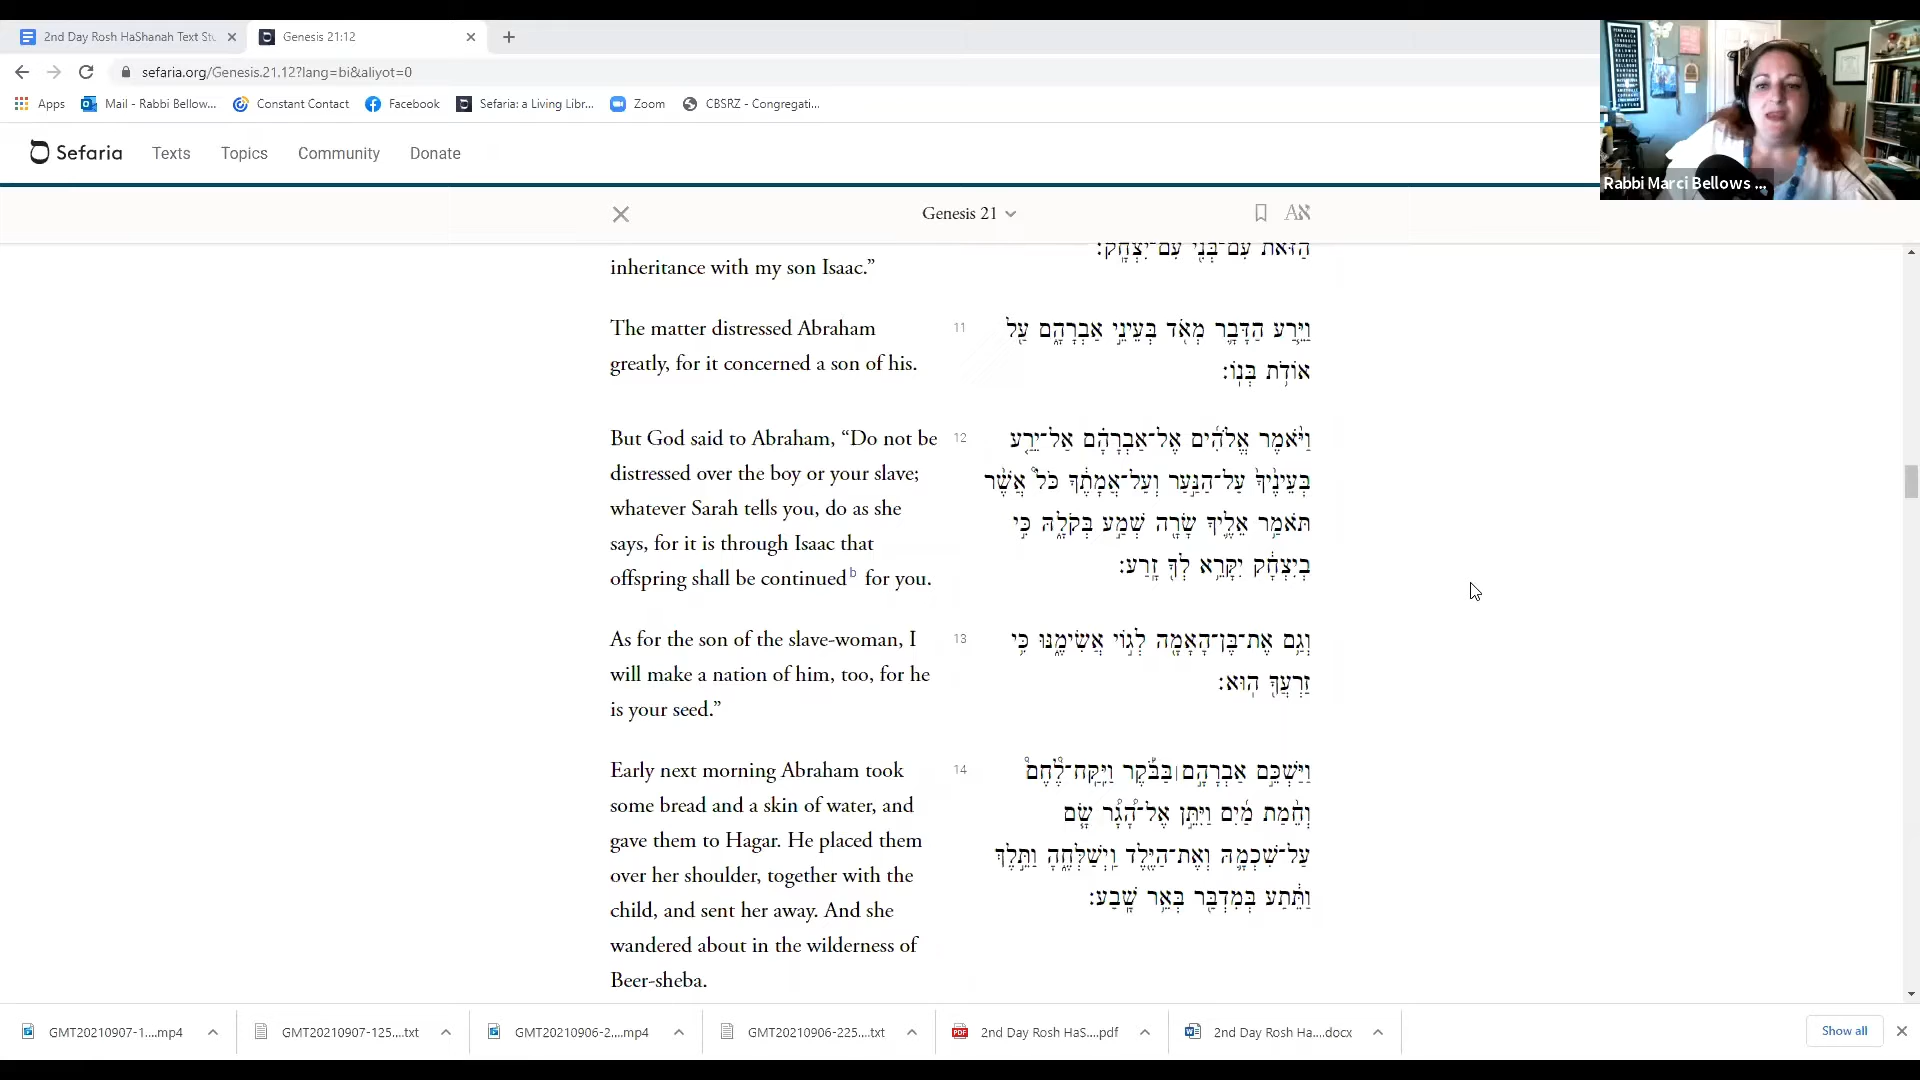 2nd Day Rosh HaShanah Text Stu
Genesis 21:12
sefaria.org/Genesis.21.12?lang=bi&aliyot=0
Apps
Mail - Rabbi Bellow...
Constant Contact
Facebook
Sefaria: a Living Libr...
Zoom
CBSRZ - Congregati...
Rabbi Marci Bellows ...
Sefaria
Texts
Topics
Community
Donate
Genesis 21
Aא
inheritance with my son Isaac.”
הַזֹּאת עִם־בְּנִי עִם־יִצְחָק׃
The matter distressed Abraham
greatly, for it concerned a son of his.
11
וַיֵּרַע הַדָּבָר מְאֹד בְּעֵינֵי אַבְרָהָם עַל
אוֹדֹת בְּנוֹ׃
But God said to Abraham, “Do not be
distressed over the boy or your slave;
whatever Sarah tells you, do as she
says, for it is through Isaac that
offspring shall be continuedᵇ for you.
12
וַיֹּאמֶר אֱלֹהִים אֶל־אַבְרָהָם אַל־יֵרַע
בְּעֵינֶיךָ עַל־הַנַּעַר וְעַל־אֲמָתֶךָ כֹּל אֲשֶׁר
תֹּאמַר אֵלֶיךָ שָׂרָה שְׁמַע בְּקֹלָהּ כִּי
בְיִצְחָק יִקָּרֵא לְךָ זָרַע׃
As for the son of the slave-woman, I
will make a nation of him, too, for he
is your seed.”
13
וְגַם אֶת־בֶּן־הָאָמָה לְגוֹי אֲשִׂימֶנּוּ כִּי
זַרְעֲךָ הוּא׃
Early next morning Abraham took
some bread and a skin of water, and
gave them to Hagar. He placed them
over her shoulder, together with the
child, and sent her away. And she
wandered about in the wilderness of
Beer-sheba.
14
וַיַּשְׁכֵּם אַבְרָהָם׀בַּבֹּקֶר וַיִּקַּח־לֶחֶם
וְחֵמַת מַיִם וַיִּתֵּן אֶל־הָגָר שָׂם
עַל־שִׁכְמָהּ וְאֶת־הַיֶּלֶד וַיְשַׁלְּחֶהָ וַתֵּלֶךְ
וַתֵּתַע בְּמִדְבַּר בְּאֵר שָׁבַע׃
GMT20210907-1....mp4
GMT20210907-125....txt
GMT20210906-2....mp4
GMT20210906-225....txt
2nd Day Rosh HaS....pdf
2nd Day Rosh Ha....docx
Show all